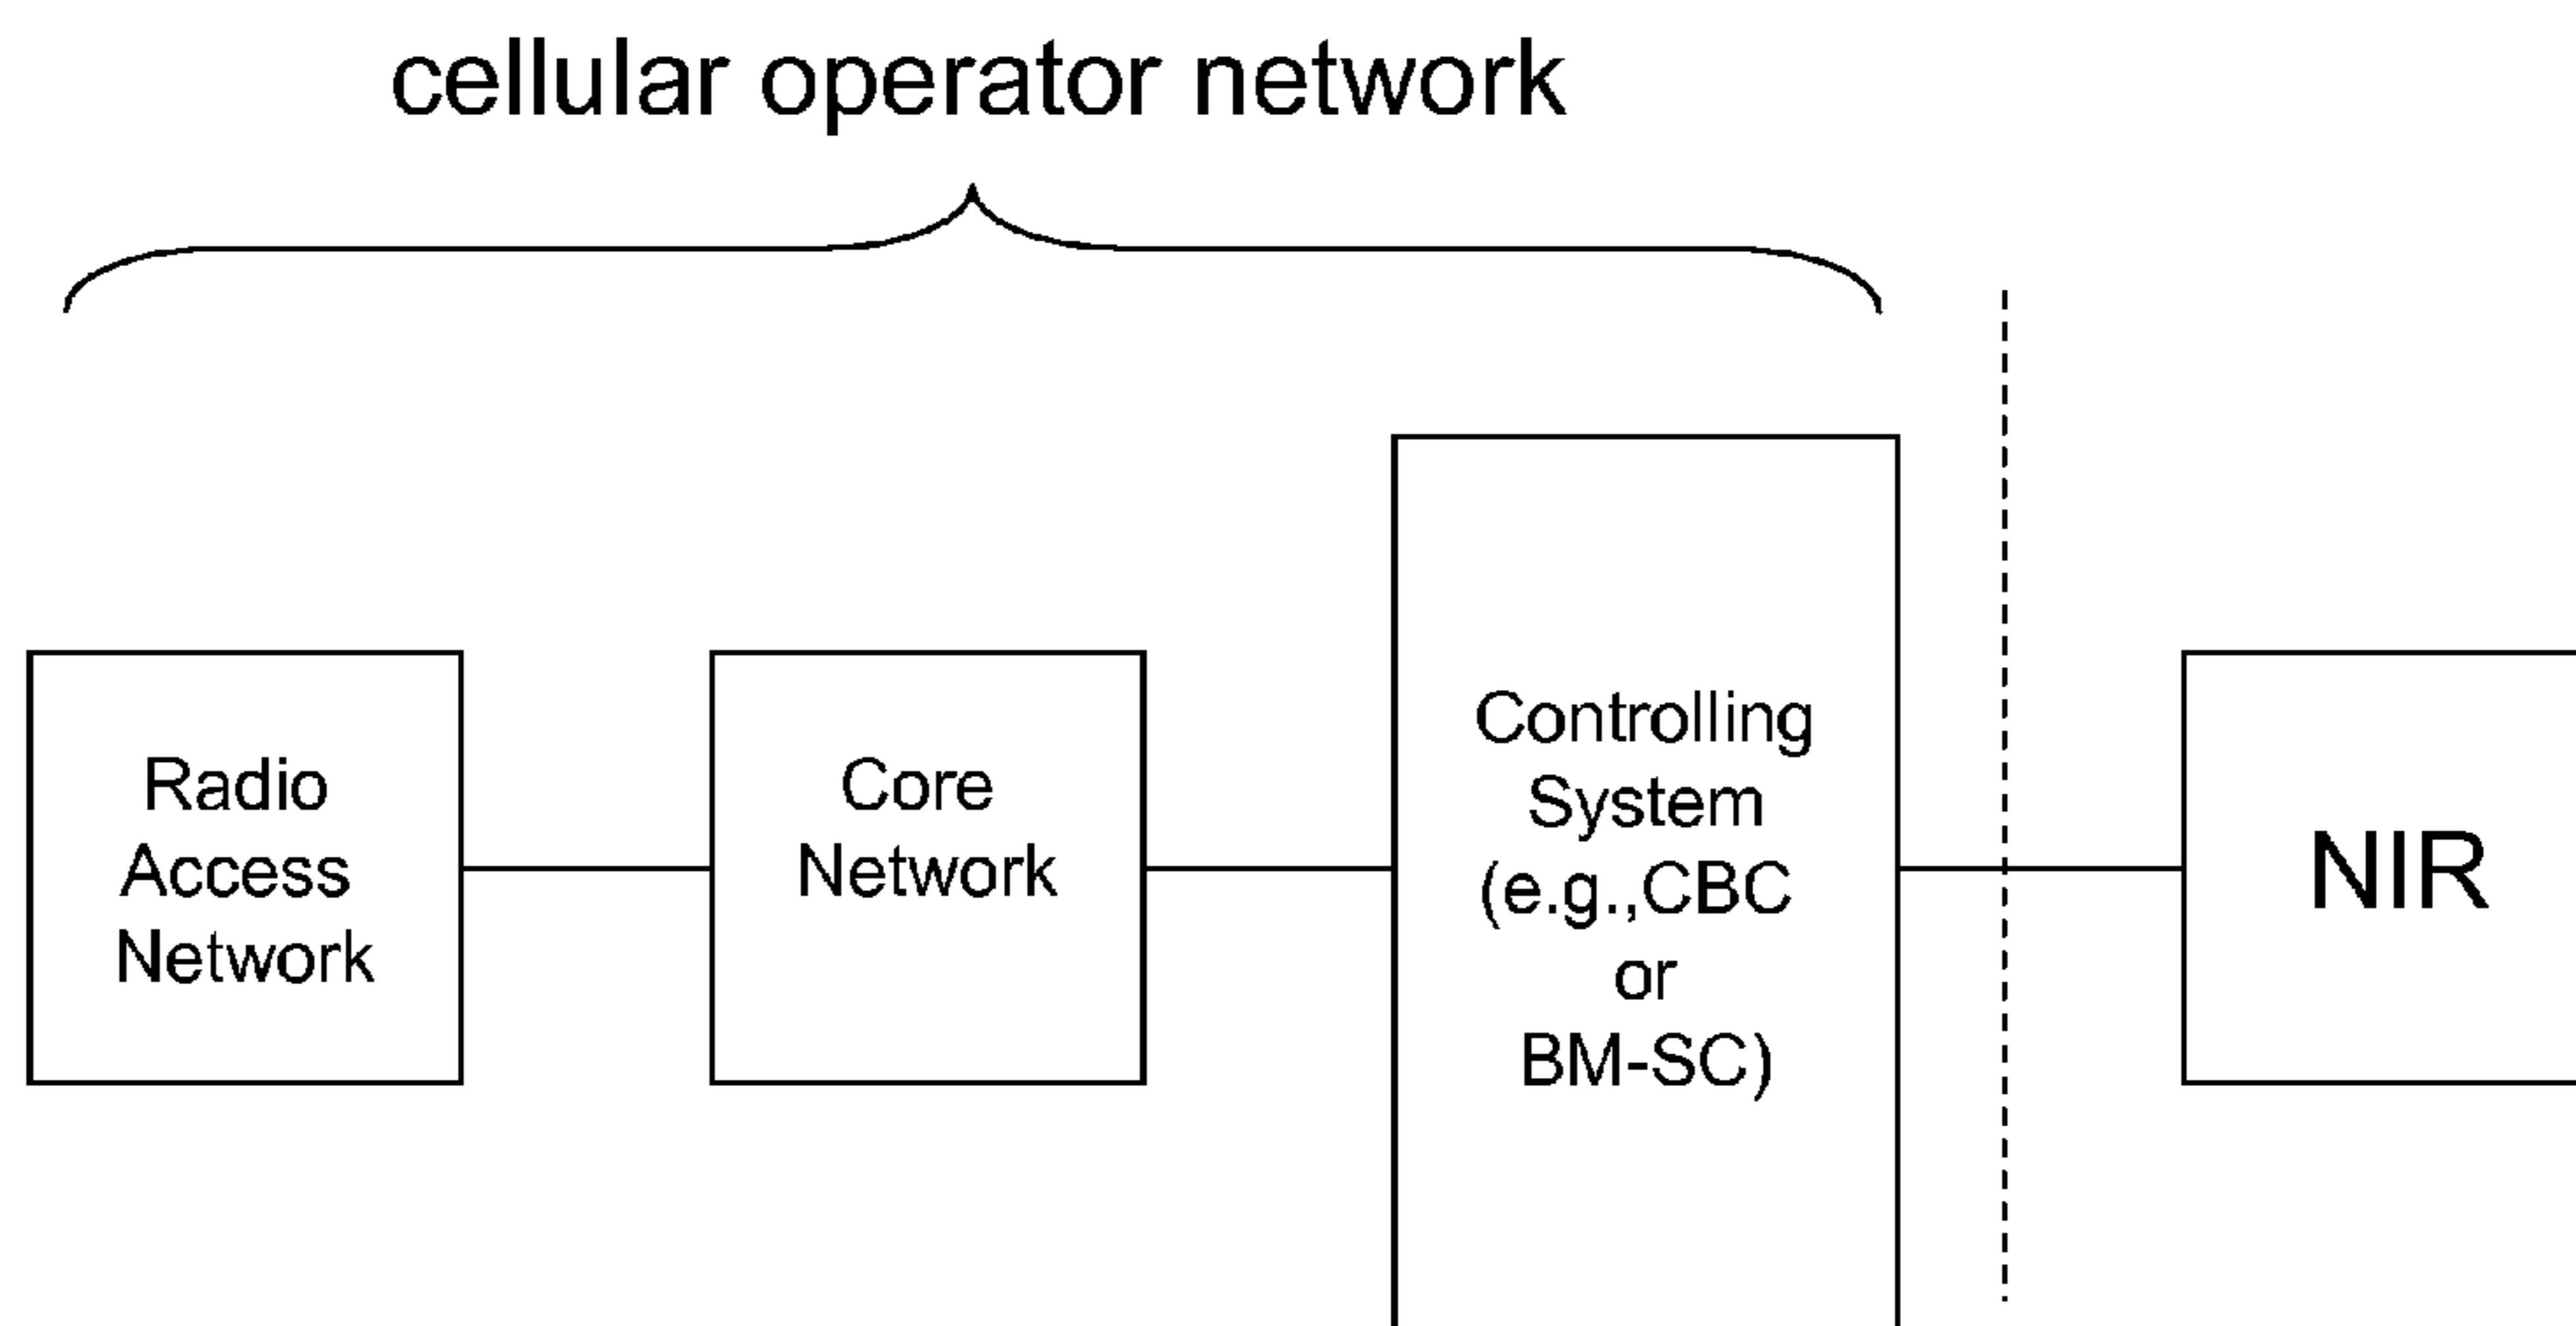 cellular operator network
Radio
Access
Network
Core
Network
Controlling
System
(e.g.,CBC
or
BM-SC)
NIR